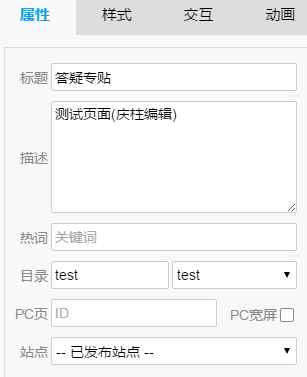 属性 样式 交互 动画
标题 答疑专贴
描述 测试页面(庆柱编辑)
热词 关键词
目录 test test
PC页 ID PC宽屏
站点 -- 已发布站点 --